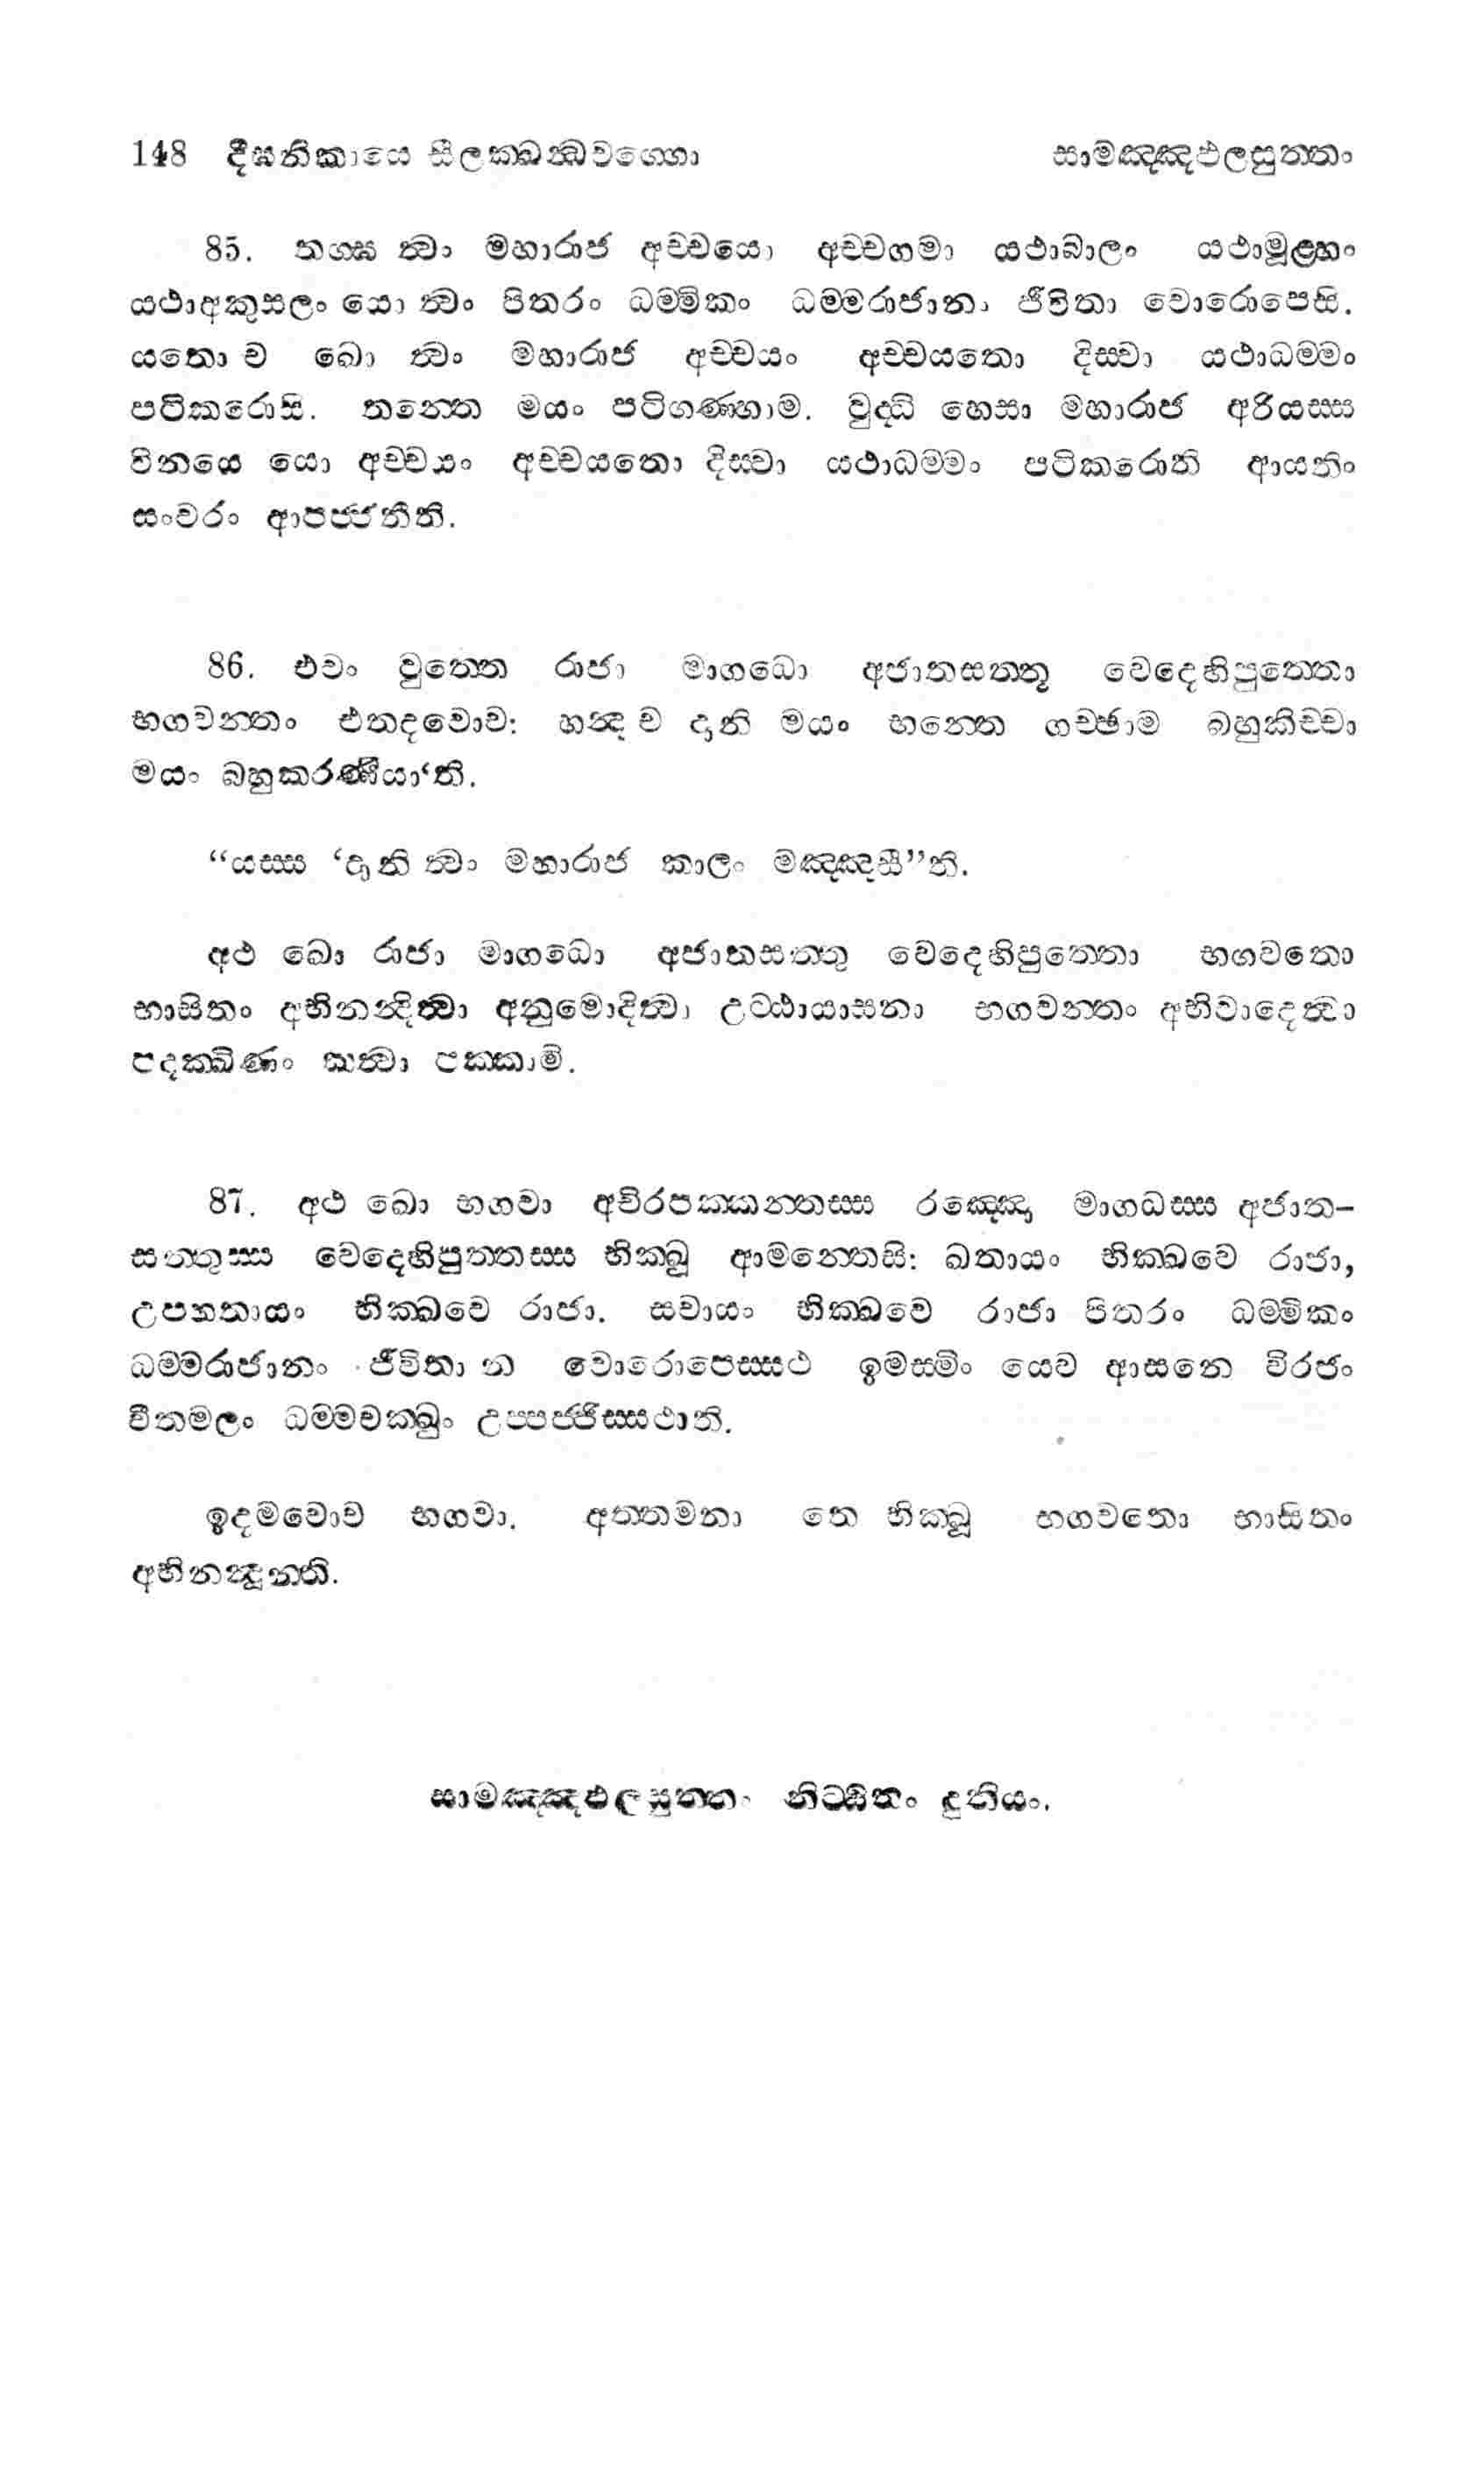 148 දීඝනිකායෙ සීලක්ඛන්ධවග්ගො සාමඤ්ඤඵලසුත්තං
85. තග්ඝ ත්වා මහාරාජ අච්චයො අච්චගමා යථාබාලං යථාමූළ්හං
යථාඅකුසලං යො ත්වං පිතරං ධම්මිකං ධම්මරාජානං ජීවිතා වොරොපෙසි.
යතො ච ඛො ත්වං මහාරාජ අච්චයං අච්චයතො දිස්වා යථාධම්මං
පටිකරොසි. තන්තෙ මයං පටිගණ්හාම. වුද්ධි හෙසා මහාරාජ අරියස්ස
විනයෙ යො අච්චයං අච්චයතො දිස්වා යථාධම්මං පටිකරොති ආයතිං
සංවරං ආපජ්ජතීති.
86. එවං වුත්තෙ රාජා මාගධො අජාතසත්තු වෙදෙහිපුත්තො
භගවන්තං එතදවොච: හන්ද ච දානි මයං භන්තෙ ගච්ඡාම බහුකිච්චා
මයං බහුකරණීයා‘ති.
“යස්ස ‘දානි ත්වං මහාරාජ කාලං මඤ්ඤසී”ති.
අථ ඛො රාජා මාගධො අජාතසත්තු වෙදෙහිපුත්තො භගවතො
භාසිතං අභිනන්දිත්වා අනුමොදිත්වා උට්ඨායාසනා භගවන්තං අභිවාදෙත්වා
පදක්ඛිණං කත්වා පක්කාමි.
87. අථ ඛො භගවා අචිරපක්කන්තස්ස රඤ්ඤො මාගධස්ස අජාත-
සත්තුස්ස වෙදෙහිපුත්තස්ස භික්ඛූ ආමන්තෙසි: ඛතායං භික්ඛවෙ රාජා,
උපහතායං භික්ඛවෙ රාජා. සචායං භික්ඛවෙ රාජා පිතරං ධම්මිකං
ධම්මරාජානං ජීවිතා න වොරොපෙස්සථ ඉමස්මිං යෙව ආසනෙ විරජං
වීතමලං ධම්මචක්ඛුං උප්පජ්ජිස්සථාති.
ඉදමවොච භගවා. අත්තමනා තෙ භික්ඛූ භගවතො භාසිතං
අභිනන්දුන්ති.
සාමඤ්ඤඵලසුත්තං නිට්ඨිතං දුතියං.